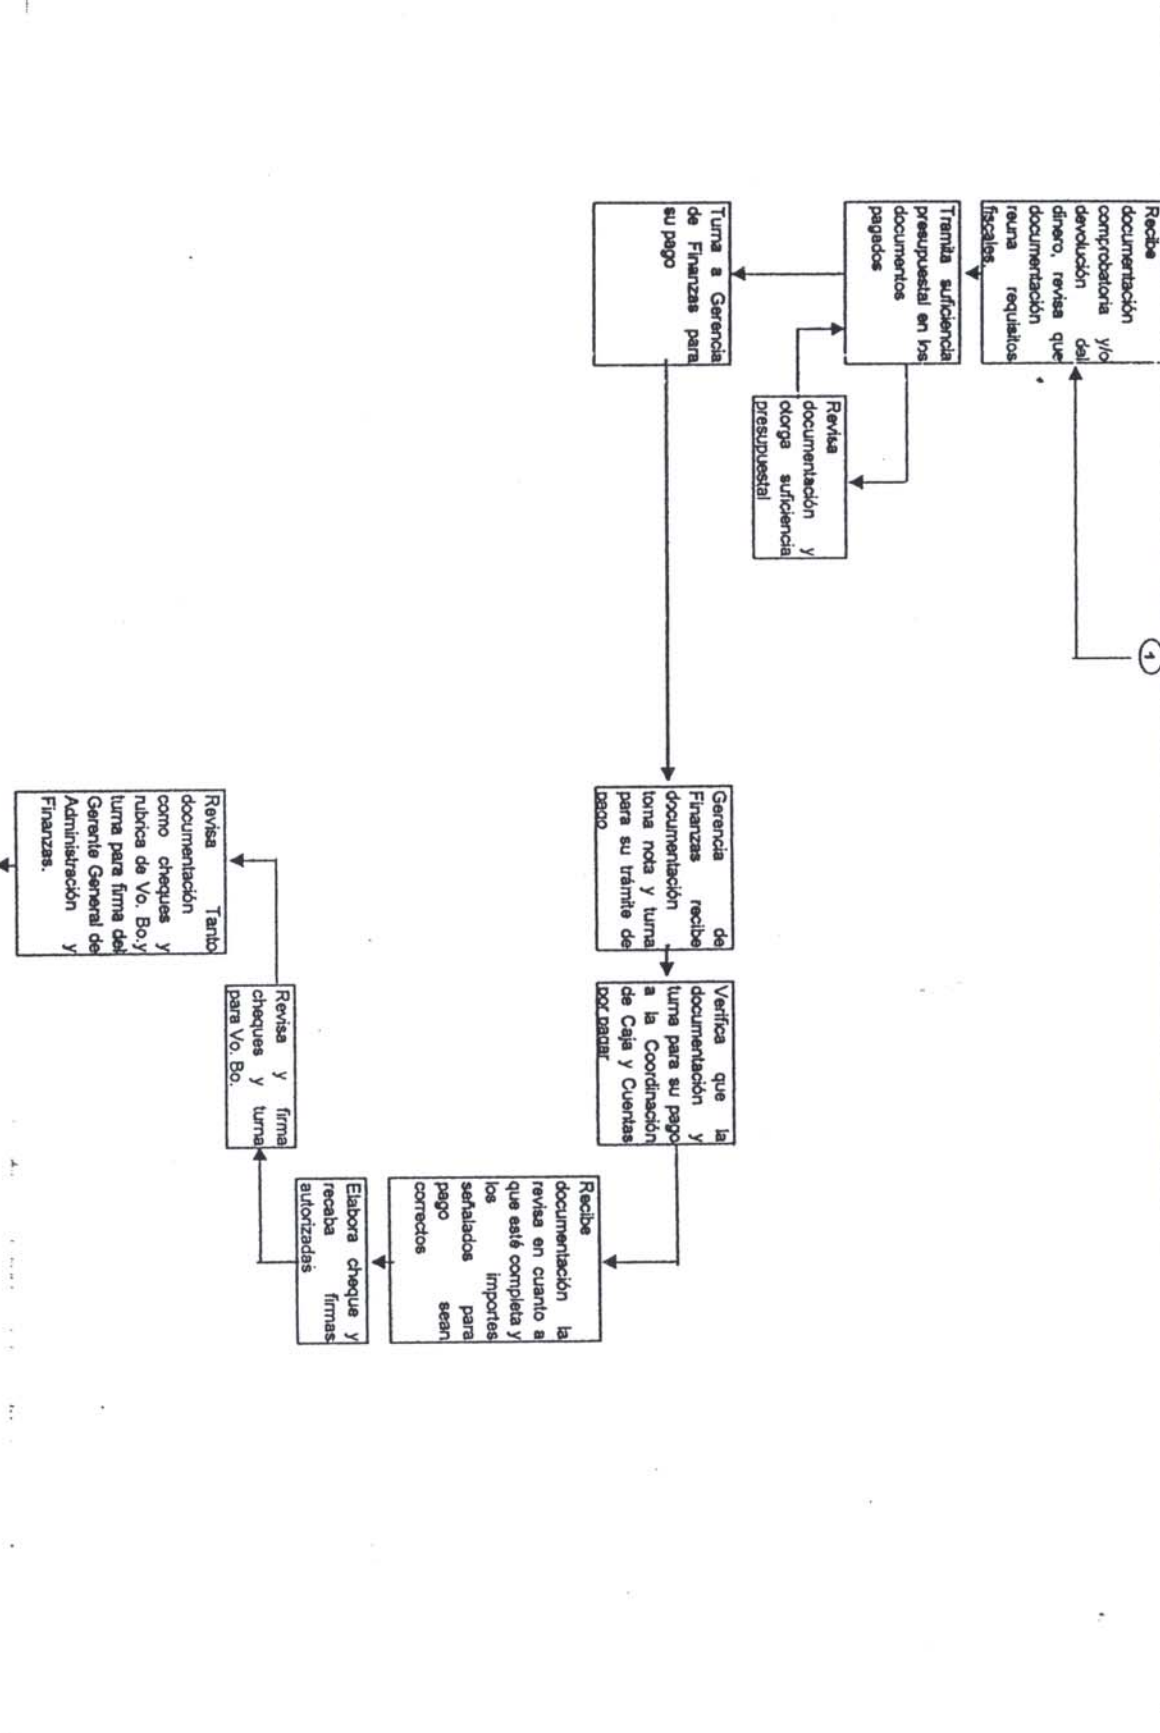 1
Recibe
documentación
comprobatoria y/o
devolución del
dinero, revisa que
documentación
reuna requisitos
fiscales.
Tramita suficiencia
presupuestal en los
documentos
pagados
Revisa
documentación y
otorga suficiencia
presupuestal
Turna a Gerencia
de Finanzas para
su pago
Gerencia de
Finanzas recibe
documentación
toma nota y turna
para su trámite de
pago
Verifica que la
documentación y
turna para su pago
a la Coordinación
de Caja y Cuentas
por pagar
Recibe
documentación la
revisa en cuanto a
que esté completa y
los importes
señalados para
pago sean
correctos
Elabora cheque y
recaba firmas
autorizadas
Revisa y firma
cheques y turna
para Vo. Bo.
Revisa Tanto
documentación
como cheques y
rubrica de Vo. Bo.y
turna para firma del
Gerente General de
Administración y
Finanzas.